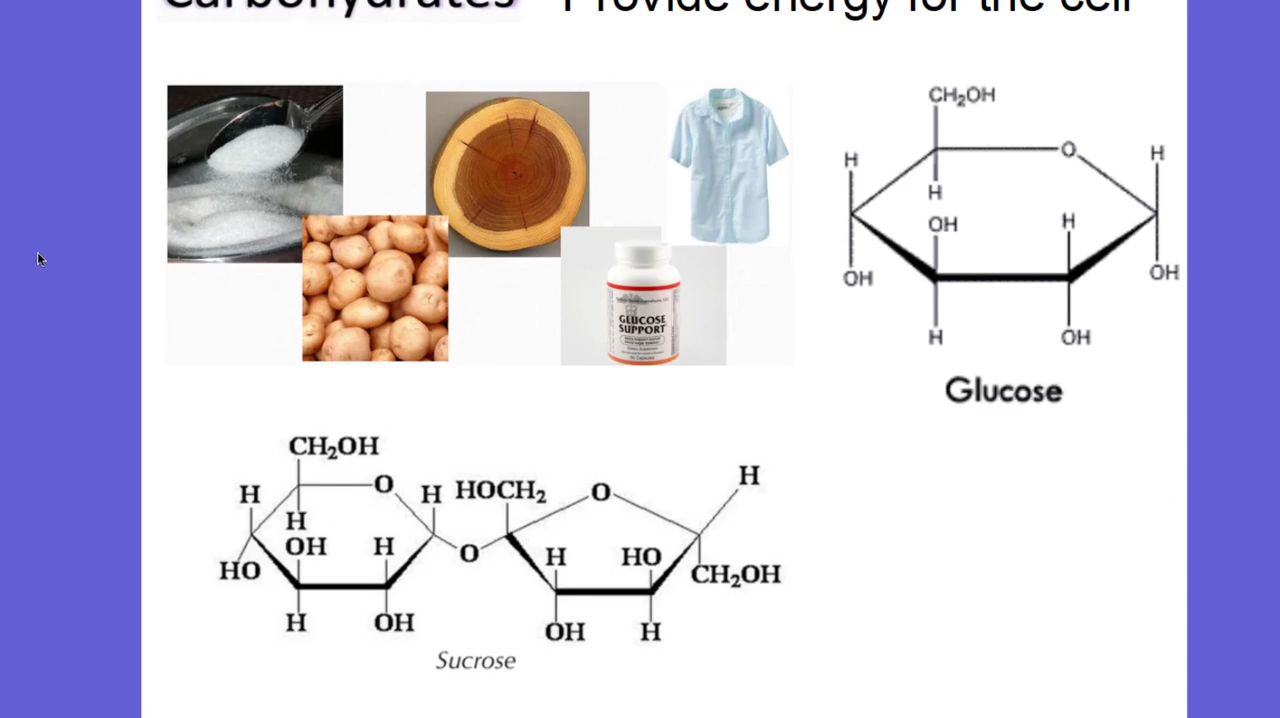 Carbohydrates - Provide energy for the cell
CH₂OH
H
O
H
H
OH
H
OH
OH
H
OH
Glucose
GLUCOSE
SUPPORT
CH₂OH
H
O
H
HOCH₂
O
H
H
OH
H
HO
O
H
HO
CH₂OH
H
OH
OH
H
Sucrose